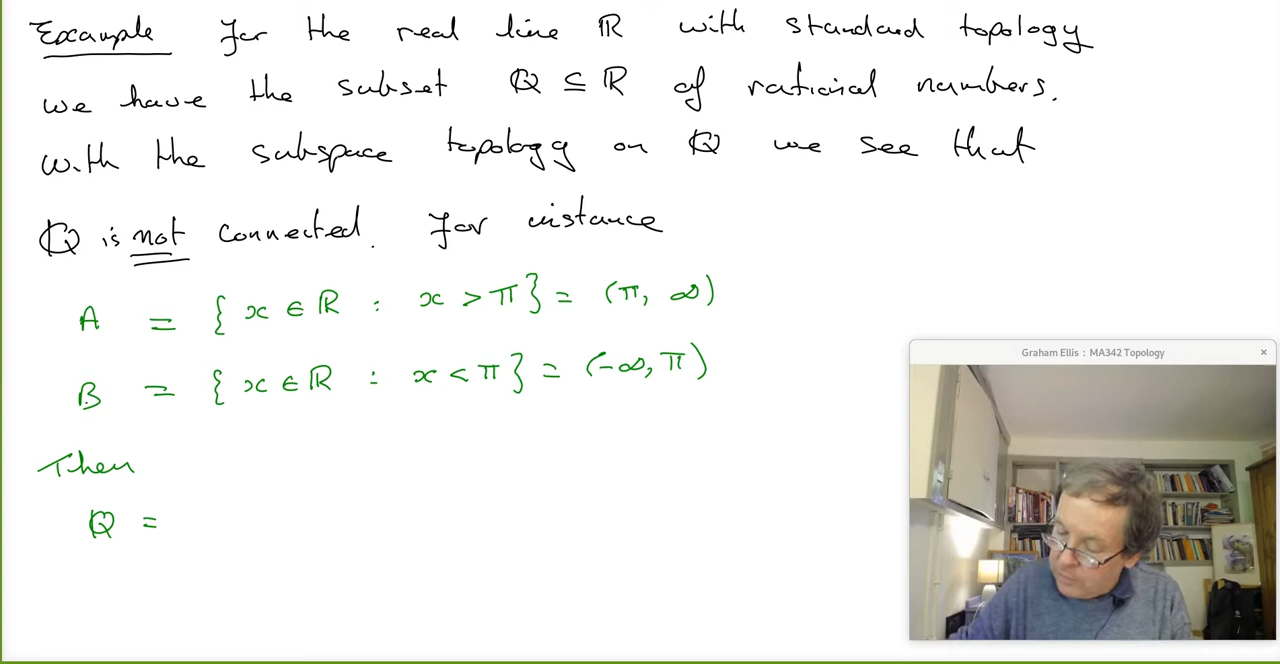 Example For the real line ℝ with standard topology
we have the subset ℚ ⊆ ℝ of rational numbers.
With the subspace topology on ℚ we see that
ℚ is not connected. For instance
A = { x ∈ ℝ : x > π } = (π, ∞)
B = { x ∈ ℝ : x < π } = (-∞, π)
Then
ℚ =
Graham Ellis : MA342 Topology ×